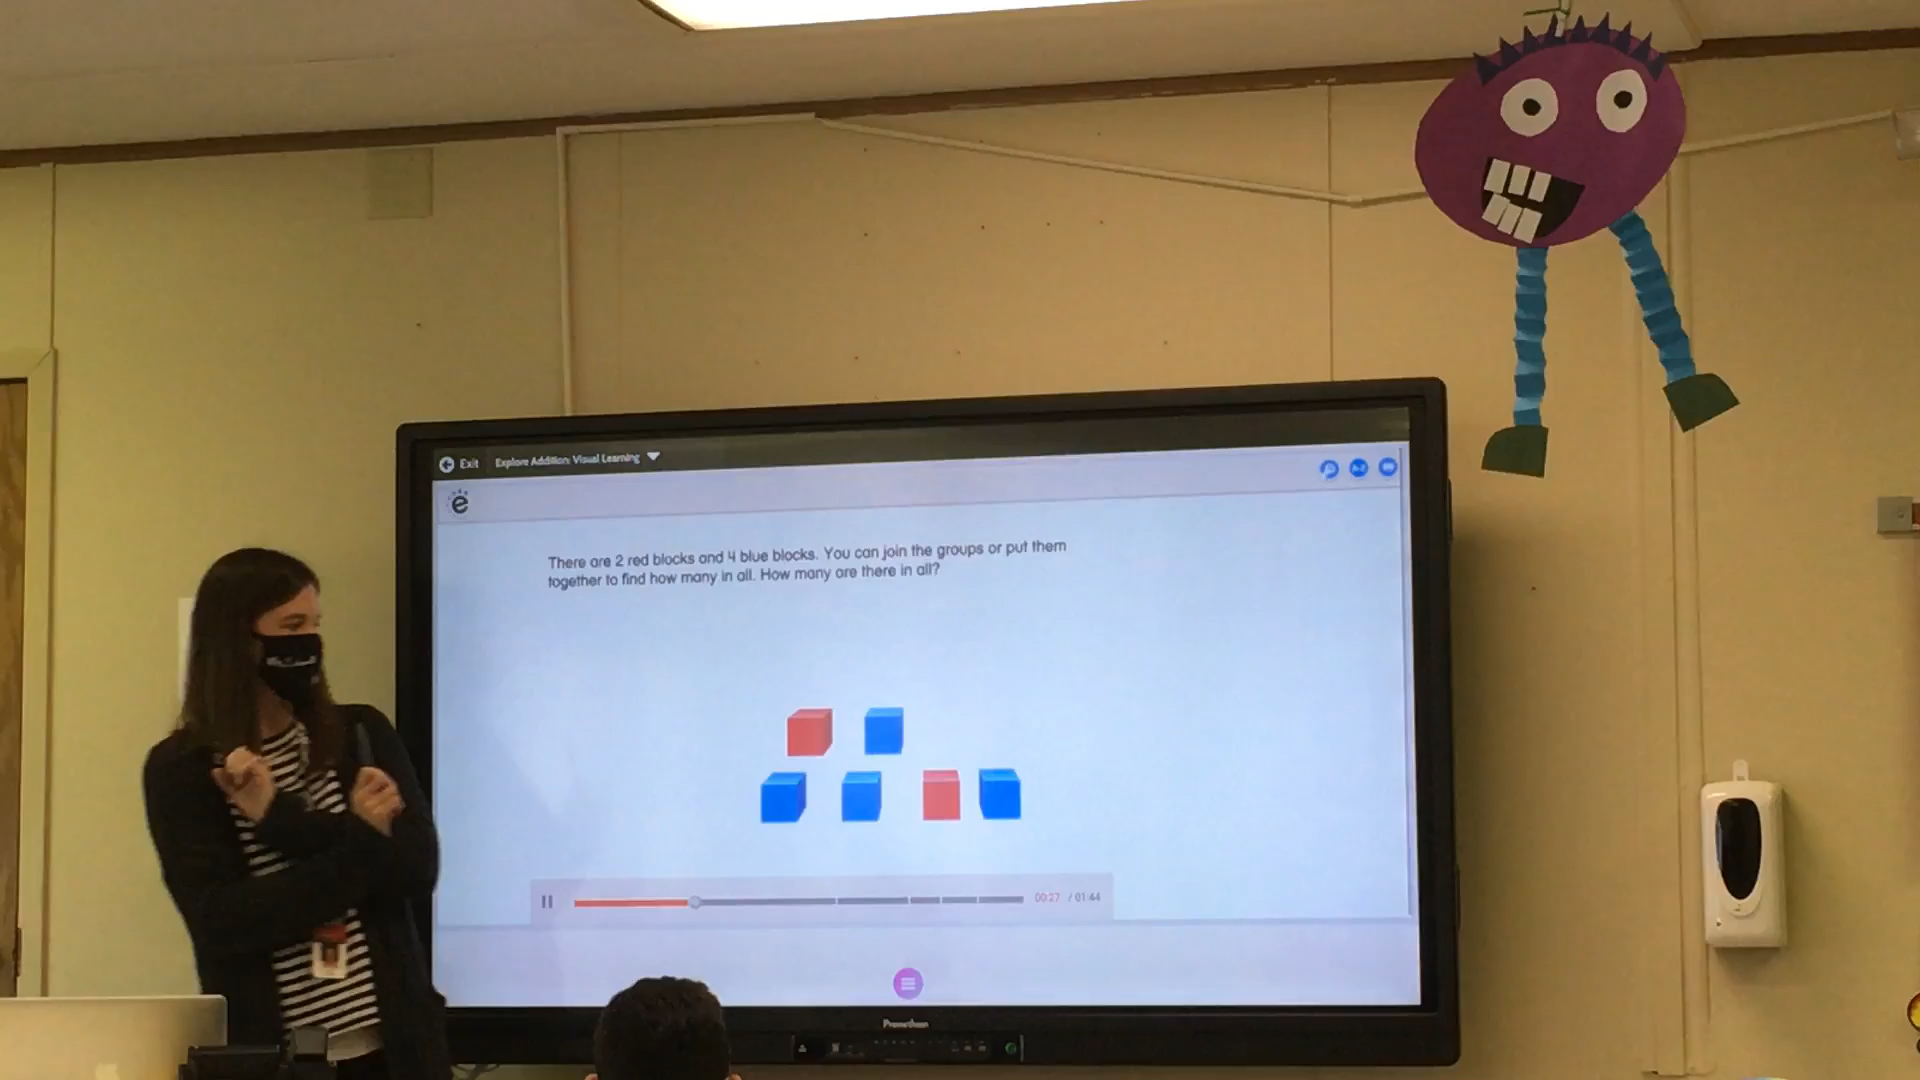 Exit Explore Addition: Visual Learning
e
There are 2 red blocks and 4 blue blocks. You can join the groups or put them
together to find how many in all. How many are there in all?
00:27 / 01:44
Promethean